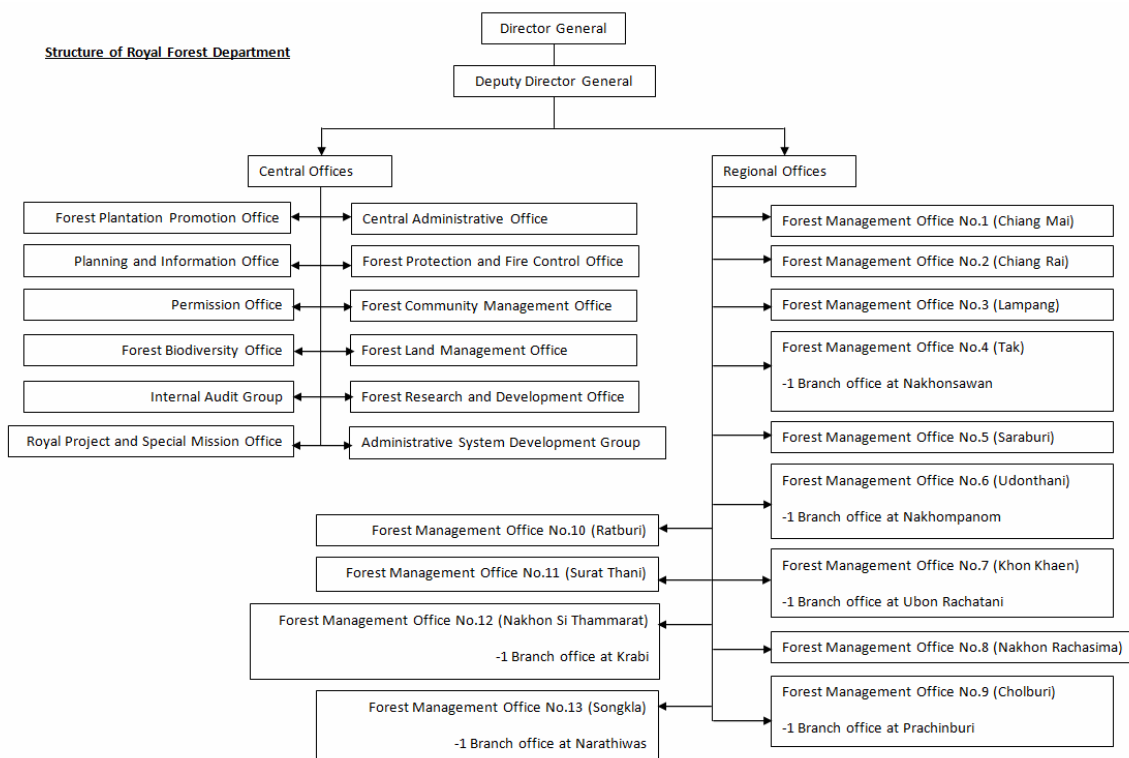 Structure of Royal Forest Department
Director General
Deputy Director General
Central Offices
Forest Plantation Promotion Office
Central Administrative Office
Planning and Information Office
Forest Protection and Fire Control Office
Permission Office
Forest Community Management Office
Forest Biodiversity Office
Forest Land Management Office
Internal Audit Group
Forest Research and Development Office
Royal Project and Special Mission Office
Administrative System Development Group
Regional Offices
Forest Management Office No.1 (Chiang Mai)
Forest Management Office No.2 (Chiang Rai)
Forest Management Office No.3 (Lampang)
Forest Management Office No.4 (Tak)
-1 Branch office at Nakhonsawan
Forest Management Office No.5 (Saraburi)
Forest Management Office No.6 (Udonthani)
-1 Branch office at Nakhompanom
Forest Management Office No.7 (Khon Khaen)
-1 Branch office at Ubon Rachatani
Forest Management Office No.8 (Nakhon Rachasima)
Forest Management Office No.9 (Cholburi)
-1 Branch office at Prachinburi
Forest Management Office No.10 (Ratburi)
Forest Management Office No.11 (Surat Thani)
Forest Management Office No.12 (Nakhon Si Thammarat)
-1 Branch office at Krabi
Forest Management Office No.13 (Songkla)
-1 Branch office at Narathiwas